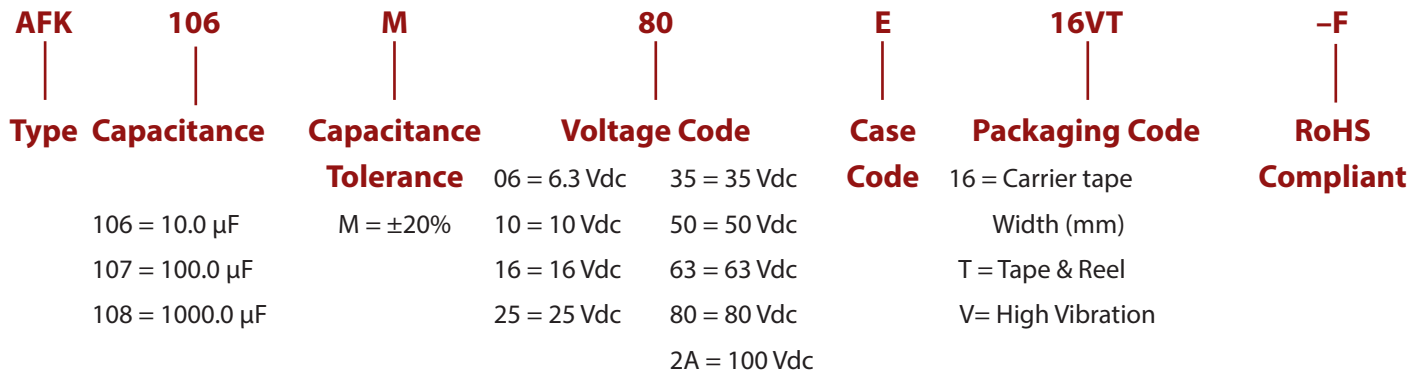 AFK 106 M 80 E 16VT –F
Type Capacitance Capacitance Tolerance Voltage Code Case Code Packaging Code RoHS Compliant
106 = 10.0 µF
107 = 100.0 µF
108 = 1000.0 µF
M = ±20%
06 = 6.3 Vdc
10 = 10 Vdc
16 = 16 Vdc
25 = 25 Vdc
35 = 35 Vdc
50 = 50 Vdc
63 = 63 Vdc
80 = 80 Vdc
2A = 100 Vdc
16 = Carrier tape
Width (mm)
T = Tape & Reel
V= High Vibration